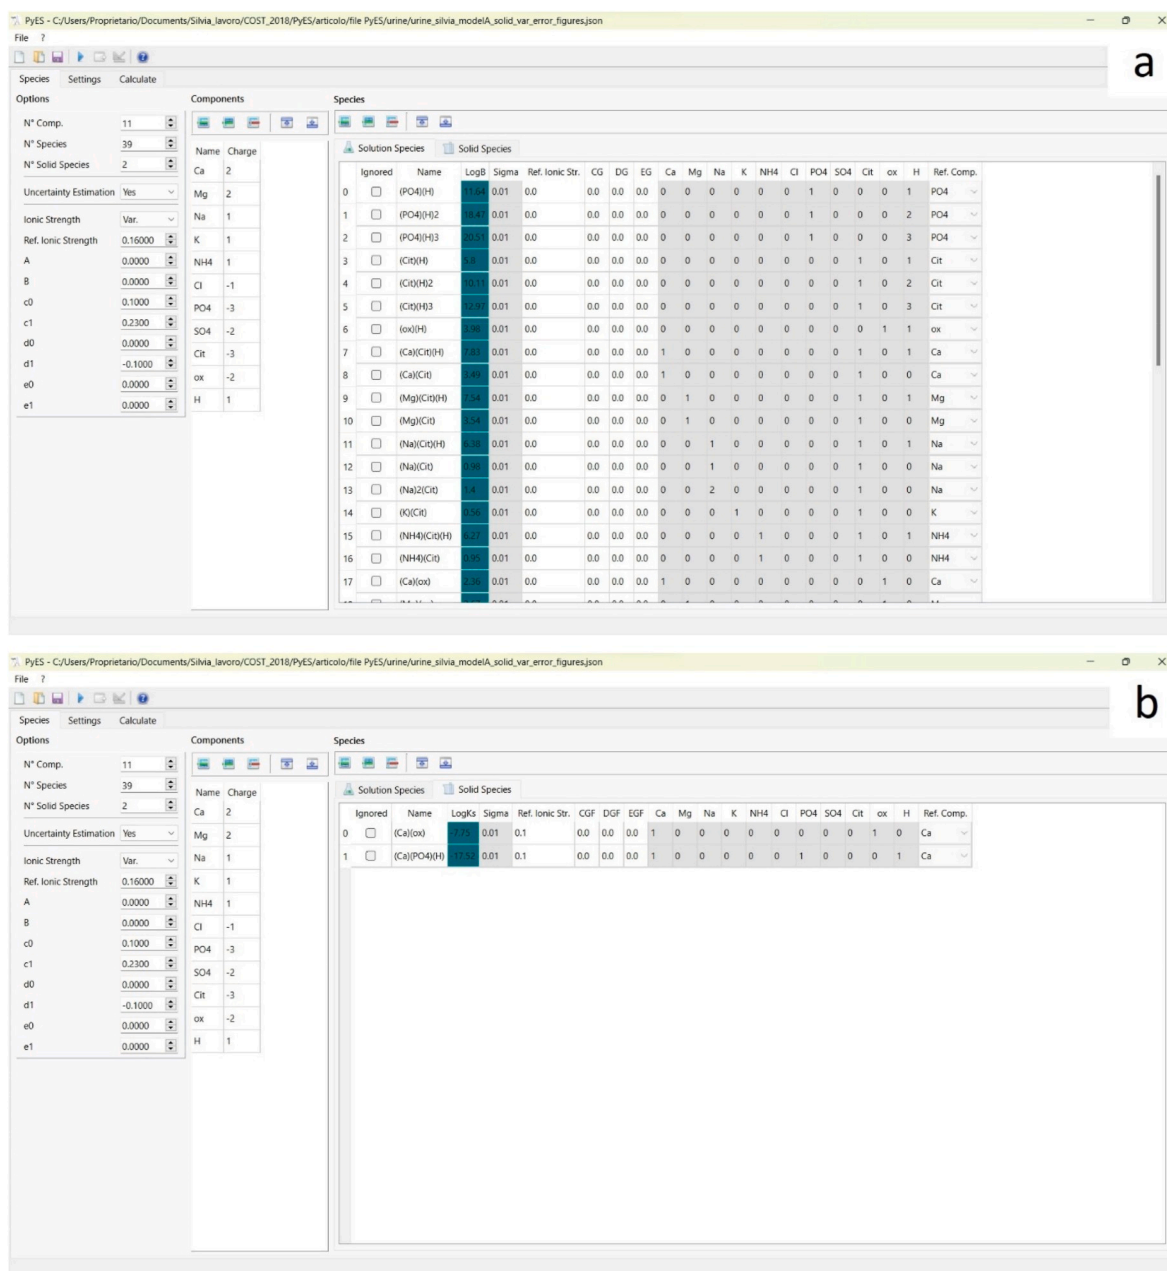 PyES - C:/Users/Proprietario/Documents/Silvia_lavoro/COST_2018/PyES/articolo/file PyES/urine/urine_silvia_modelA_solid_var_error_figures.json
File ?
a
Species Settings Calculate
Options Components Species
N° Comp. 11
N° Species 39
N° Solid Species 2
Uncertainty Estimation Yes
Ionic Strength Var.
Ref. Ionic Strength 0.16000
A 0.0000
B 0.0000
c0 0.1000
c1 0.2300
d0 0.0000
d1 -0.1000
e0 0.0000
e1 0.0000
Name Charge
Ca 2
Mg 2
Na 1
K 1
NH4 1
Cl -1
PO4 -3
SO4 -2
Cit -3
ox -2
H 1
Solution Species Solid Species
Ignored Name LogB Sigma Ref. Ionic Str. CG DG EG Ca Mg Na K NH4 Cl PO4 SO4 Cit ox H Ref. Comp.
0 (PO4)(H) 11.64 0.01 0.0 0.0 0.0 0.0 0 0 0 0 0 0 1 0 0 0 1 PO4
1 (PO4)(H)2 18.47 0.01 0.0 0.0 0.0 0.0 0 0 0 0 0 0 1 0 0 0 2 PO4
2 (PO4)(H)3 20.51 0.01 0.0 0.0 0.0 0.0 0 0 0 0 0 0 1 0 0 0 3 PO4
3 (Cit)(H) 5.8 0.01 0.0 0.0 0.0 0.0 0 0 0 0 0 0 0 0 1 0 1 Cit
4 (Cit)(H)2 10.11 0.01 0.0 0.0 0.0 0.0 0 0 0 0 0 0 0 0 1 0 2 Cit
5 (Cit)(H)3 12.97 0.01 0.0 0.0 0.0 0.0 0 0 0 0 0 0 0 0 1 0 3 Cit
6 (ox)(H) 3.98 0.01 0.0 0.0 0.0 0.0 0 0 0 0 0 0 0 0 0 1 1 ox
7 (Ca)(Cit)(H) 7.83 0.01 0.0 0.0 0.0 0.0 1 0 0 0 0 0 0 0 1 0 1 Ca
8 (Ca)(Cit) 3.49 0.01 0.0 0.0 0.0 0.0 1 0 0 0 0 0 0 0 1 0 0 Ca
9 (Mg)(Cit)(H) 7.54 0.01 0.0 0.0 0.0 0.0 0 1 0 0 0 0 0 0 1 0 1 Mg
10 (Mg)(Cit) 3.54 0.01 0.0 0.0 0.0 0.0 0 1 0 0 0 0 0 0 1 0 0 Mg
11 (Na)(Cit)(H) 6.38 0.01 0.0 0.0 0.0 0.0 0 0 1 0 0 0 0 0 1 0 1 Na
12 (Na)(Cit) 0.98 0.01 0.0 0.0 0.0 0.0 0 0 1 0 0 0 0 0 1 0 0 Na
13 (Na)2(Cit) 1.4 0.01 0.0 0.0 0.0 0.0 0 0 2 0 0 0 0 0 1 0 0 Na
14 (K)(Cit) 0.56 0.01 0.0 0.0 0.0 0.0 0 0 0 1 0 0 0 0 1 0 0 K
15 (NH4)(Cit)(H) 6.27 0.01 0.0 0.0 0.0 0.0 0 0 0 0 1 0 0 0 1 0 1 NH4
16 (NH4)(Cit) 0.95 0.01 0.0 0.0 0.0 0.0 0 0 0 0 1 0 0 0 1 0 0 NH4
17 (Ca)(ox) 2.36 0.01 0.0 0.0 0.0 0.0 1 0 0 0 0 0 0 0 0 1 0 Ca
PyES - C:/Users/Proprietario/Documents/Silvia_lavoro/COST_2018/PyES/articolo/file PyES/urine/urine_silvia_modelA_solid_var_error_figures.json
File ?
b
Species Settings Calculate
Options Components Species
N° Comp. 11
N° Species 39
N° Solid Species 2
Uncertainty Estimation Yes
Ionic Strength Var.
Ref. Ionic Strength 0.16000
A 0.0000
B 0.0000
c0 0.1000
c1 0.2300
d0 0.0000
d1 -0.1000
e0 0.0000
e1 0.0000
Name Charge
Ca 2
Mg 2
Na 1
K 1
NH4 1
Cl -1
PO4 -3
SO4 -2
Cit -3
ox -2
H 1
Solution Species Solid Species
Ignored Name LogKs Sigma Ref. Ionic Str. CGF DGF EGF Ca Mg Na K NH4 Cl PO4 SO4 Cit ox H Ref. Comp.
0 (Ca)(ox) -7.75 0.01 0.1 0.0 0.0 0.0 1 0 0 0 0 0 0 0 0 1 0 Ca
1 (Ca)(PO4)(H) -17.52 0.01 0.1 0.0 0.0 0.0 1 0 0 0 0 0 1 0 0 0 1 Ca